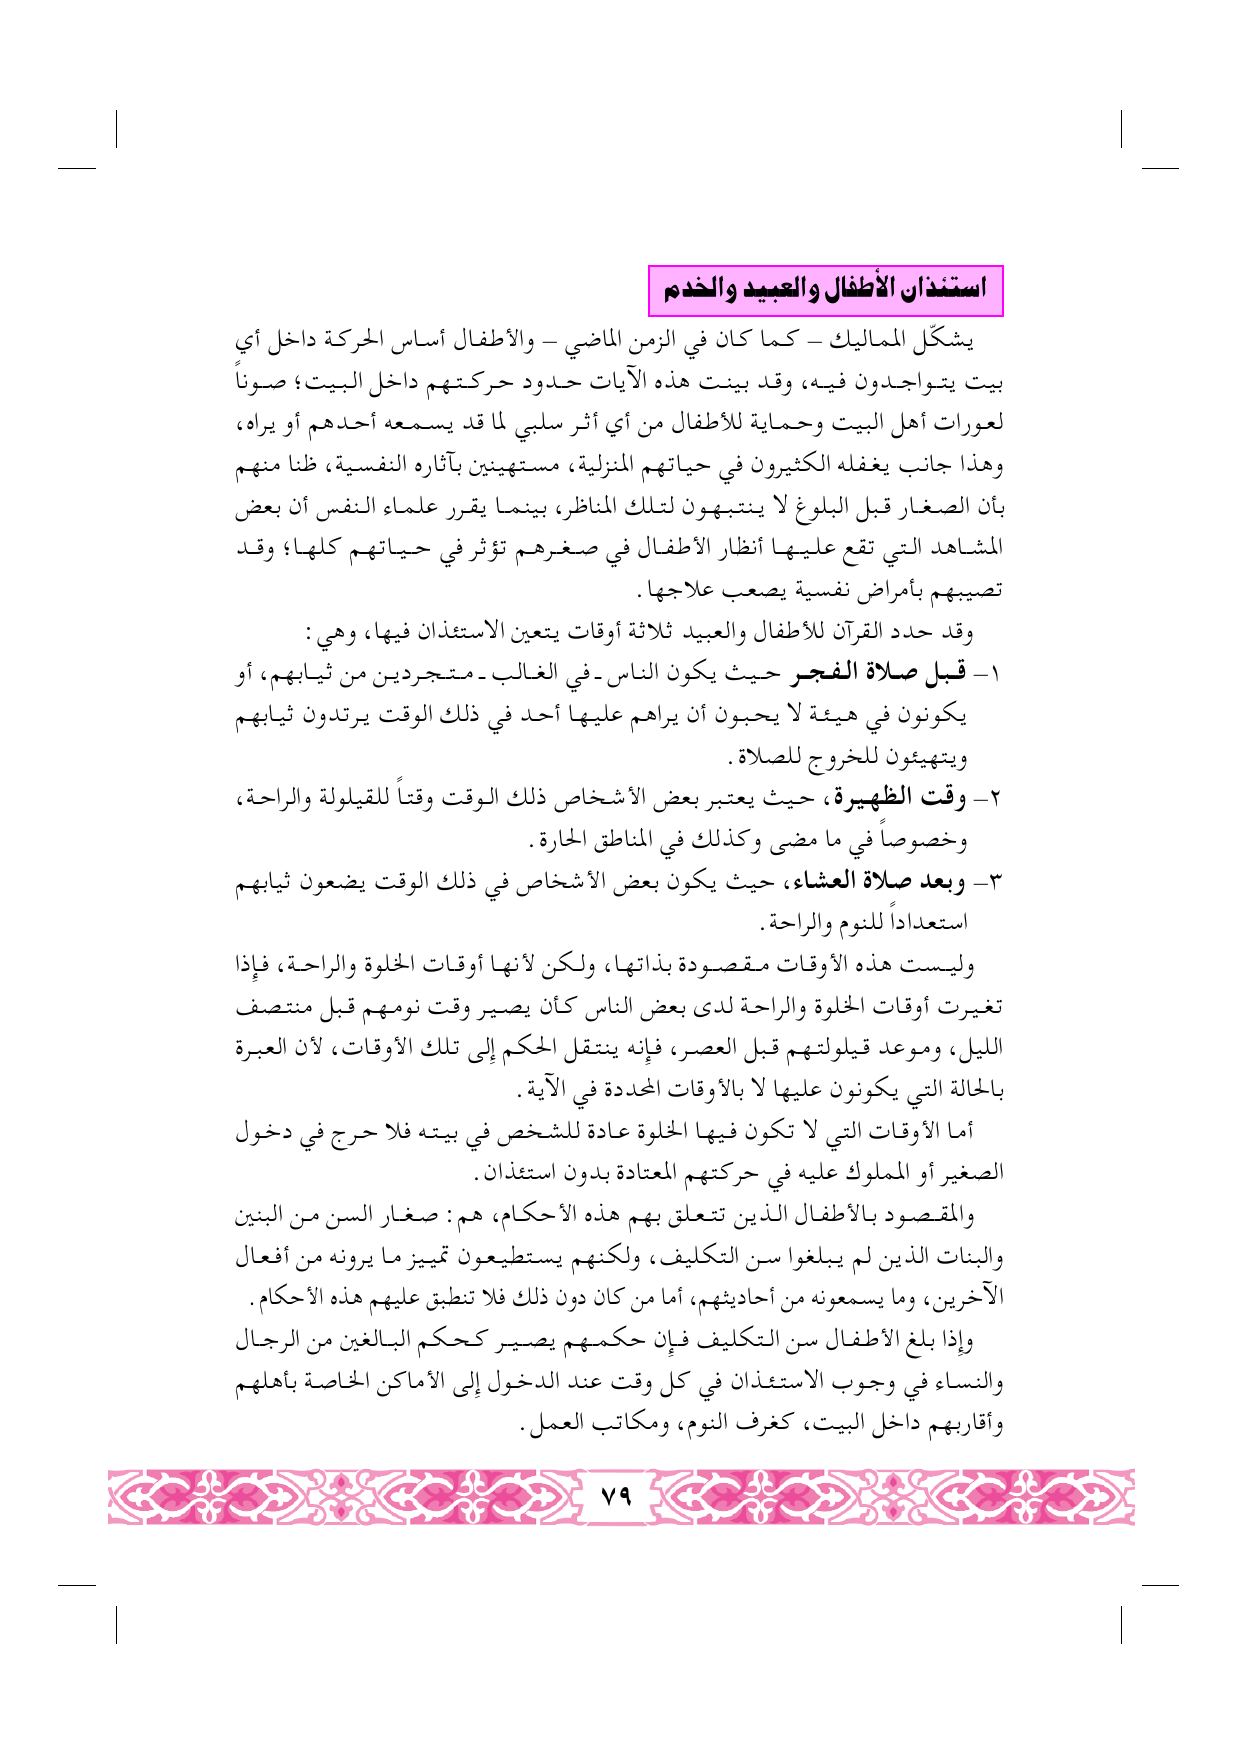 استئذان الأطفال والعبيد والخدم
يشكّل المماليك – كما كان في الزمن الماضي – والأطفال أساس الحركة داخل أي
بيت يتواجدون فيه، وقد بينت هذه الآيات حدود حركتهم داخل البيت؛ صوناً
لعورات أهل البيت وحماية للأطفال من أي أثر سلبي لما قد يسمعه أحدهم أو يراه،
وهذا جانب يغفله الكثيرون في حياتهم المنزلية، مستهينين بآثاره النفسية، ظنا منهم
بأن الصغار قبل البلوغ لا ينتبهون لتلك المناظر، بينما يقرر علماء النفس أن بعض
المشاهد التي تقع عليها أنظار الأطفال في صغرهم تؤثر في حياتهم كلها؛ وقد
تصيبهم بأمراض نفسية يصعب علاجها.
وقد حدد القرآن للأطفال والعبيد ثلاثة أوقات يتعين الاستئذان فيها، وهي:
١– قبل صلاة الفجر حيث يكون الناس ـ في الغالب ـ متجردين من ثيابهم، أو
يكونون في هيئة لا يحبون أن يراهم عليها أحد في ذلك الوقت يرتدون ثيابهم
ويتهيئون للخروج للصلاة.
٢– وقت الظهيرة، حيث يعتبر بعض الأشخاص ذلك الوقت وقتاً للقيلولة والراحة،
وخصوصاً في ما مضى وكذلك في المناطق الحارة.
٣– وبعد صلاة العشاء، حيث يكون بعض الأشخاص في ذلك الوقت يضعون ثيابهم
استعداداً للنوم والراحة.
وليست هذه الأوقات مقصودة بذاتها، ولكن لأنها أوقات الخلوة والراحة، فإذا
تغيرت أوقات الخلوة والراحة لدى بعض الناس كأن يصير وقت نومهم قبل منتصف
الليل، وموعد قيلولتهم قبل العصر، فإنه ينتقل الحكم إلى تلك الأوقات، لأن العبرة
بالحالة التي يكونون عليها لا بالأوقات المحددة في الآية.
أما الأوقات التي لا تكون فيها الخلوة عادة للشخص في بيته فلا حرج في دخول
الصغير أو المملوك عليه في حركتهم المعتادة بدون استئذان.
والمقصود بالأطفال الذين تتعلق بهم هذه الأحكام، هم: صغار السن من البنين
والبنات الذين لم يبلغوا سن التكليف، ولكنهم يستطيعون تمييز ما يرونه من أفعال
الآخرين، وما يسمعونه من أحاديثهم، أما من كان دون ذلك فلا تنطبق عليهم هذه الأحكام.
وإذا بلغ الأطفال سن التكليف فإن حكمهم يصير كحكم البالغين من الرجال
والنساء في وجوب الاستئذان في كل وقت عند الدخول إلى الأماكن الخاصة بأهلهم
وأقاربهم داخل البيت، كغرف النوم، ومكاتب العمل.
٧٩